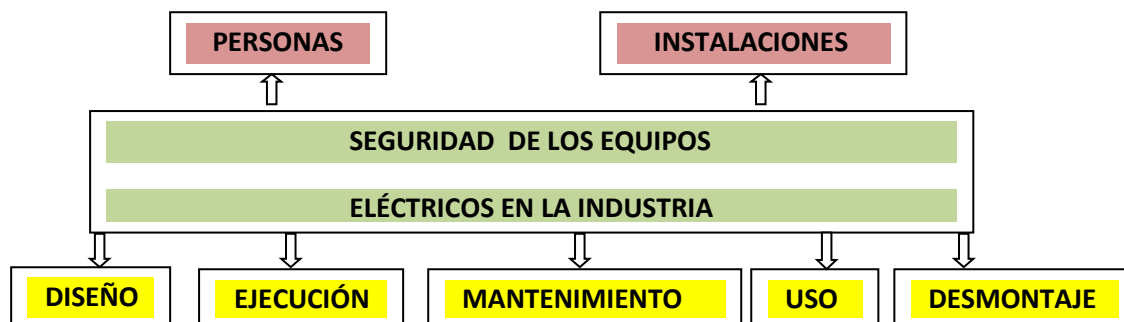 PERSONAS
INSTALACIONES
SEGURIDAD DE LOS EQUIPOS
ELÉCTRICOS EN LA INDUSTRIA
DISEÑO
EJECUCIÓN
MANTENIMIENTO
USO
DESMONTAJE